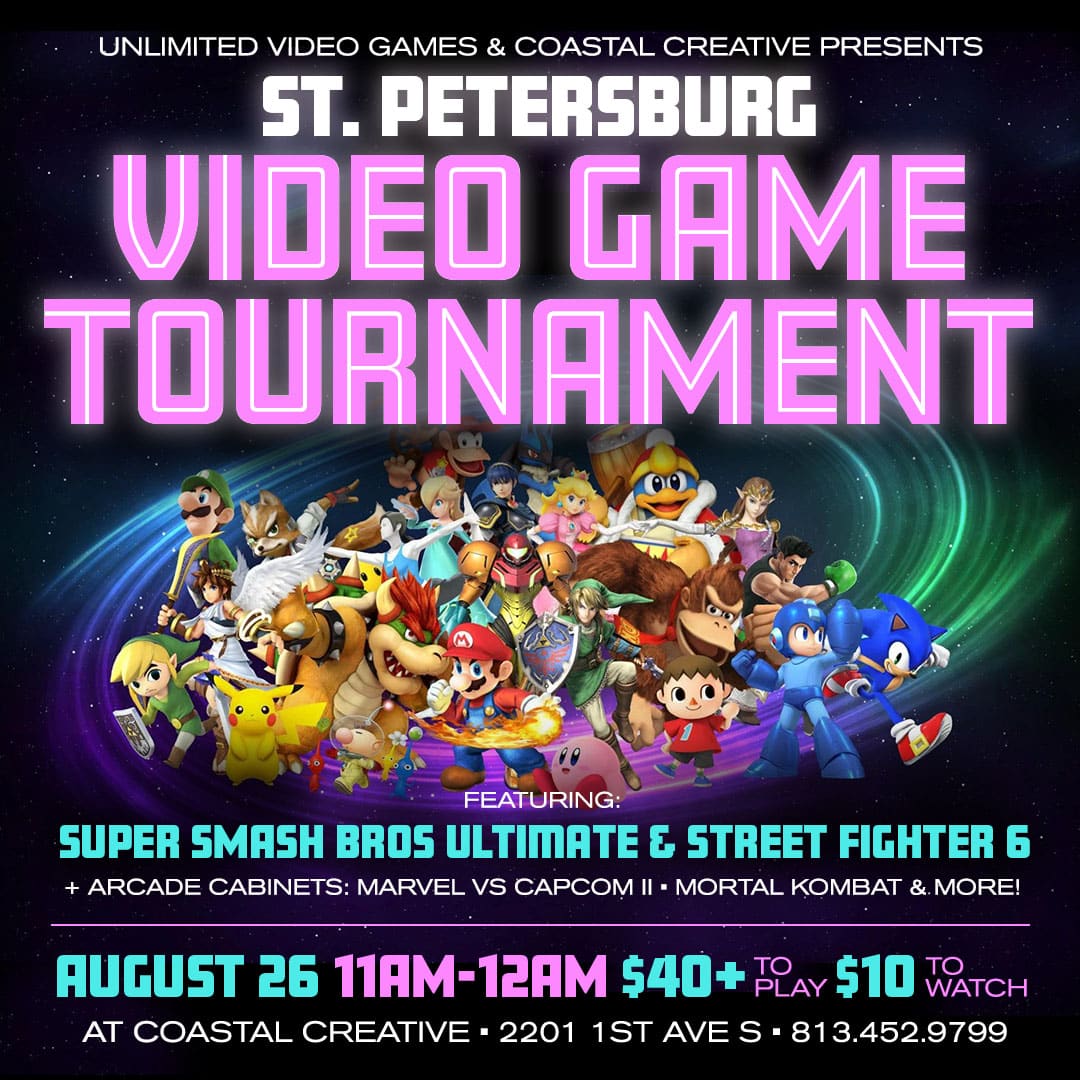 UNLIMITED VIDEO GAMES & COASTAL CREATIVE PRESENTS
ST. PETERSBURG
VIDEO GAME
TOURNAMENT
FEATURING:
SUPER SMASH BROS ULTIMATE & STREET FIGHTER 6
+ ARCADE CABINETS: MARVEL VS CAPCOM II ▪ MORTAL KOMBAT & MORE!
AUGUST 26 11AM-12AM $40+ TO PLAY $10 TO WATCH
AT COASTAL CREATIVE ▪ 2201 1ST AVE S ▪ 813.452.9799